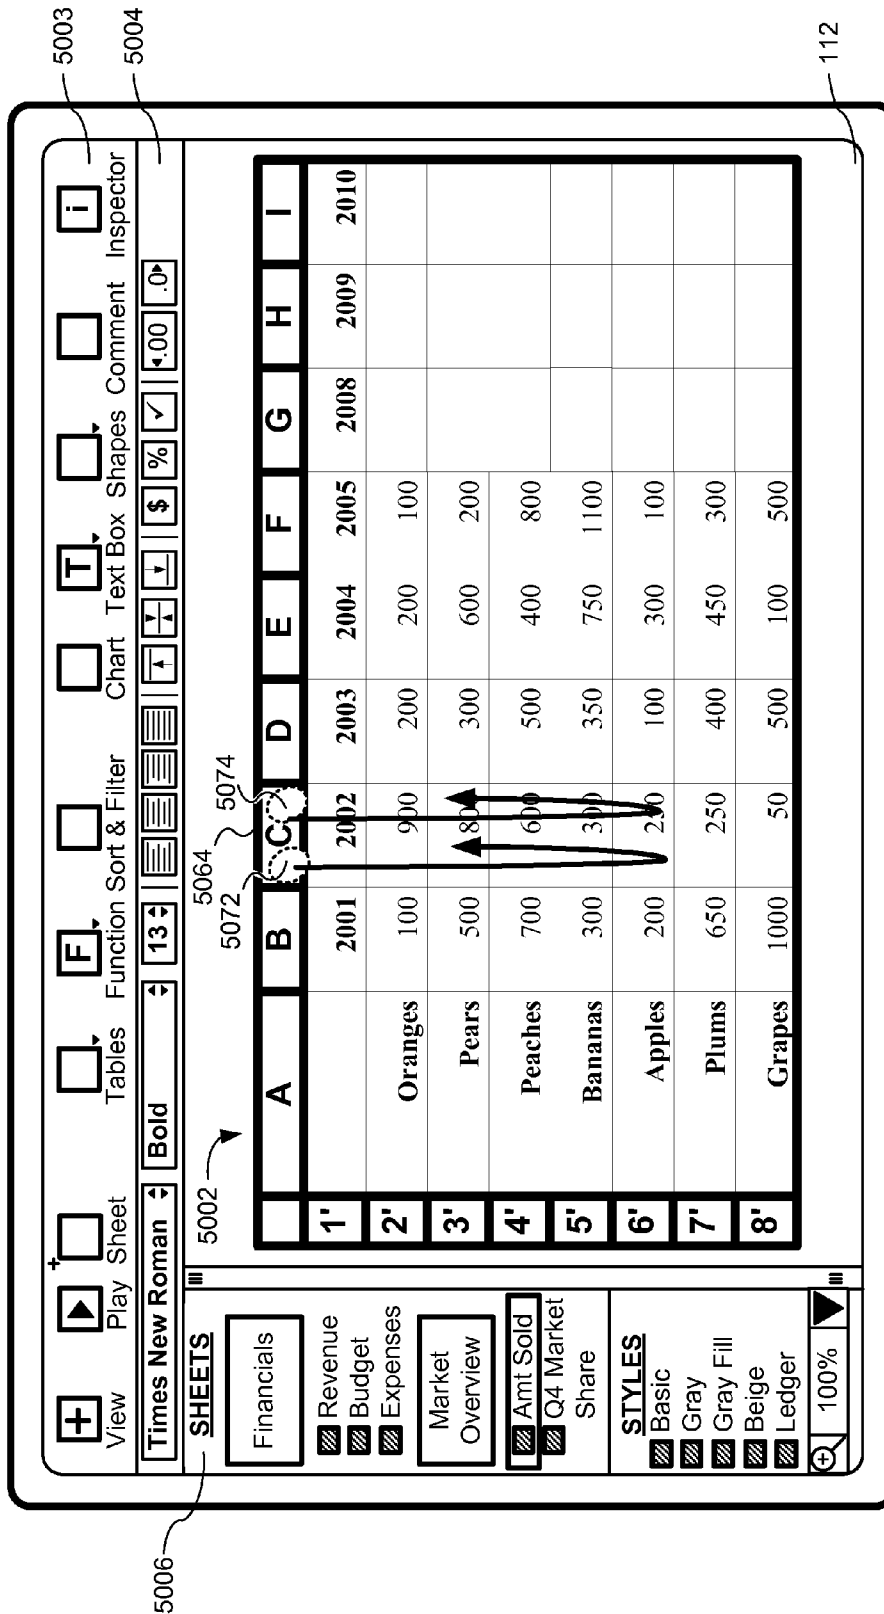 5003
5004
112
5006
View
Play
Sheet
Tables
F
Function
Sort & Filter
Chart
T
Text Box
Shapes
Comment
i
Inspector
Times New Roman
Bold
13
$
%
✓
.00
.0
SHEETS
Financials
Revenue
Budget
Expenses
Market
Overview
Amt Sold
Q4 Market
Share
STYLES
Basic
Gray
Gray Fill
Beige
Ledger
100%
5002
5072
5064
5074
A B C D E F G H I
1' 2001 2002 2003 2004 2005 2008 2009 2010
2' Oranges 100 900 200 200 100
3' Pears 500 800 300 600 200
4' Peaches 700 600 500 400 800
5' Bananas 300 300 350 750 1100
6' Apples 200 250 100 300 100
7' Plums 650 250 400 450 300
8' Grapes 1000 50 500 100 500